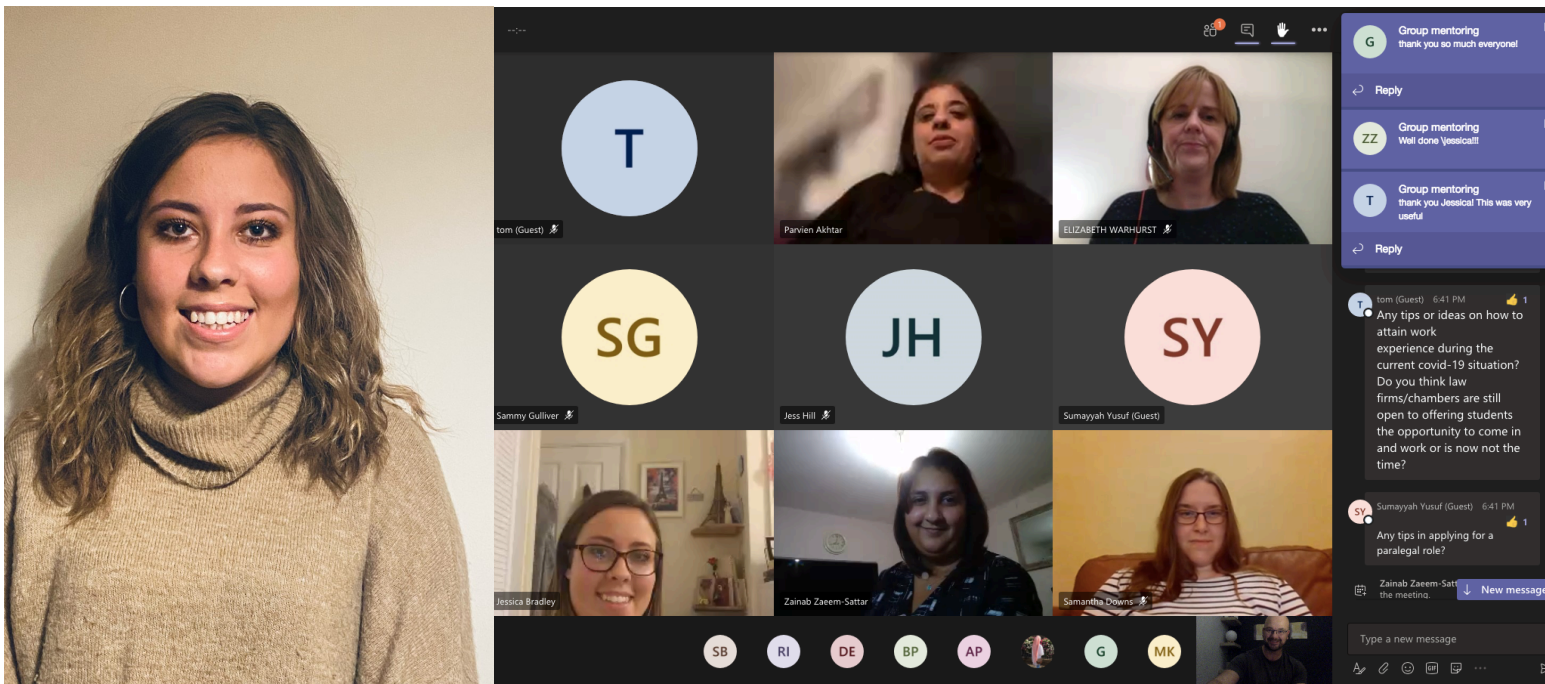 --:--
1
T
tom (Guest)
Parvien Akhtar
ELIZABETH WARHURST
SG
Sammy Gulliver
JH
Jess Hill
SY
Sumayyah Yusuf (Guest)
Jessica Bradley
Zainab Zaeem-Sattar
Samantha Downs
SB
RI
DE
BP
AP
G
MK
G
Group mentoring
thank you so much everyone!
Reply
ZZ
Group mentoring
Well done \jessica!!!
T
Group mentoring
thank you Jessica! This was very
useful
Reply
T
tom (Guest) 6:41 PM 👍 1
Any tips or ideas on how to
attain work
experience during the
current covid-19 situation?
Do you think law
firms/chambers are still
open to offering students
the opportunity to come in
and work or is now not the
time?
SY
Sumayyah Yusuf (Guest) 6:41 PM
👍 1
Any tips in applying for a
paralegal role?
Zainab Zaeem-Satt
the meeting.
New message
Type a new message
GIF